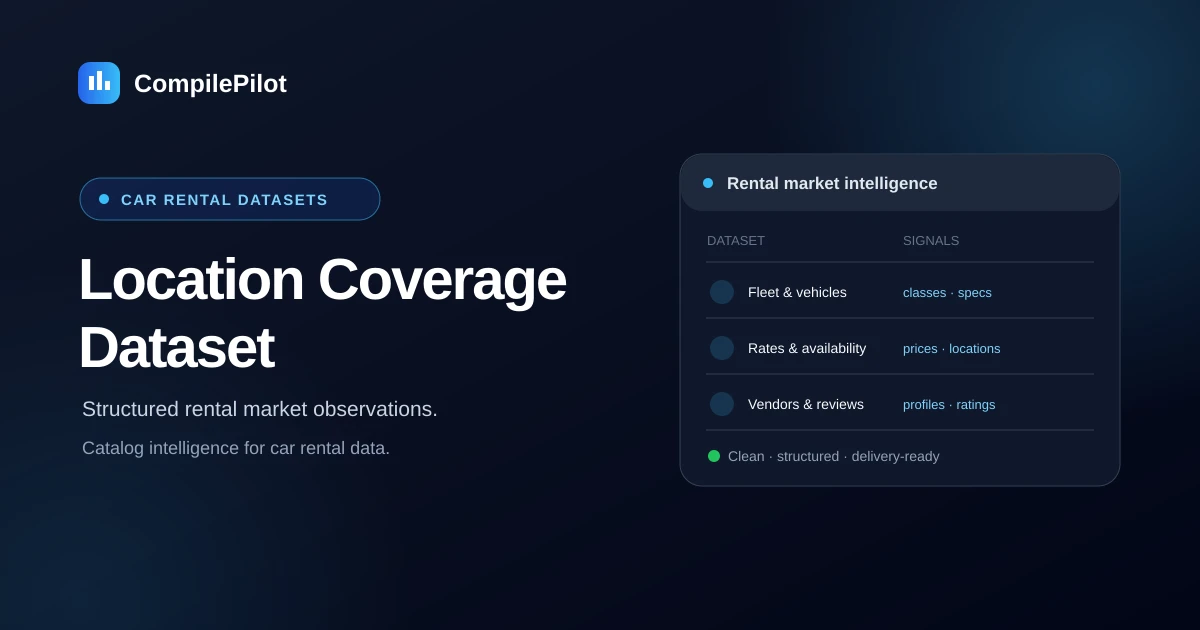 CompilePilot
CAR RENTAL DATASETS
Location Coverage
Dataset
Structured rental market observations.
Catalog intelligence for car rental data.
Rental market intelligence
DATASET SIGNALS
Fleet & vehicles classes · specs
Rates & availability prices · locations
Vendors & reviews profiles · ratings
Clean · structured · delivery-ready